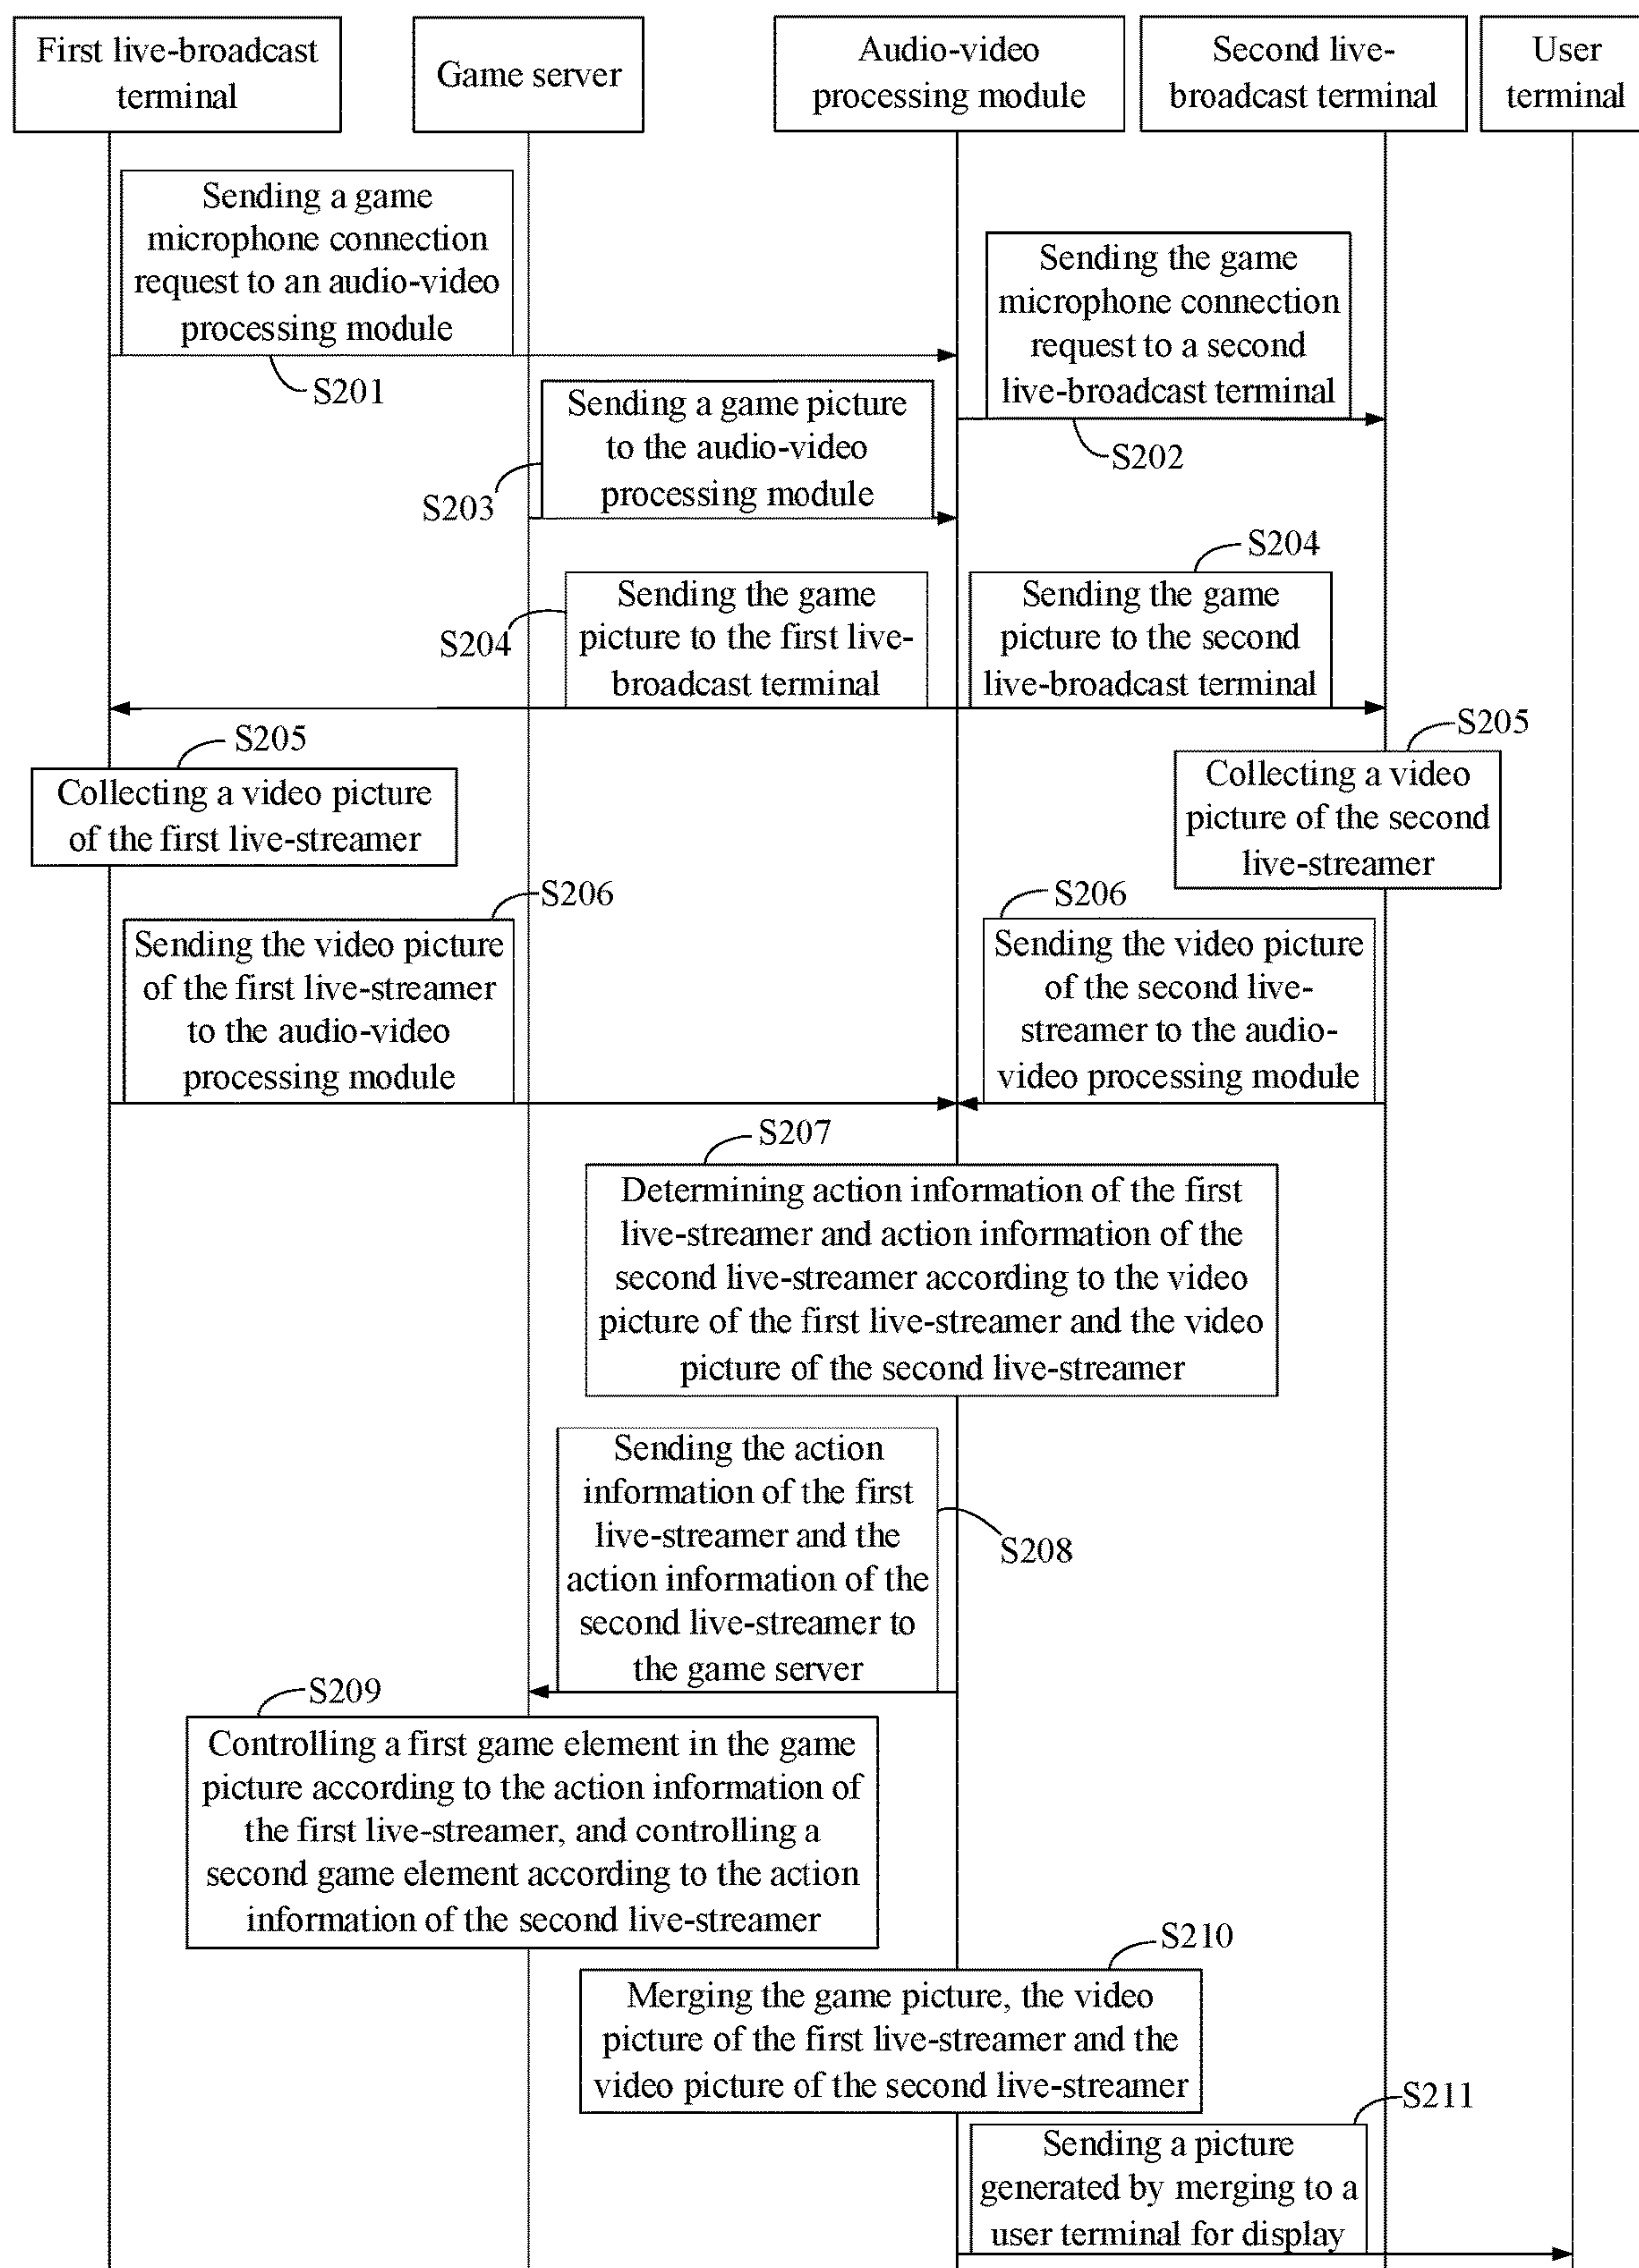 First live-broadcast
terminal
Game server
Audio-video
processing module
Second live-
broadcast terminal
User
terminal
Sending a game
microphone connection
request to an audio-video
processing module
S201
Sending the game
microphone connection
request to a second
live-broadcast terminal
S202
Sending a game picture
to the audio-video
processing module
S203
S204
Sending the game
picture to the first live-
broadcast terminal
S204
Sending the game
picture to the second
live-broadcast terminal
S205
Collecting a video picture
of the first live-streamer
S205
Collecting a video
picture of the second
live-streamer
S206
Sending the video picture
of the first live-streamer
to the audio-video
processing module
S206
Sending the video picture
of the second live-
streamer to the audio-
video processing module
S207
Determining action information of the first
live-streamer and action information of the
second live-streamer according to the video
picture of the first live-streamer and the video
picture of the second live-streamer
Sending the action
information of the first
live-streamer and the
action information of the
second live-streamer to
the game server
S208
S209
Controlling a first game element in the game
picture according to the action information of
the first live-streamer, and controlling a
second game element according to the action
information of the second live-streamer
S210
Merging the game picture, the video
picture of the first live-streamer and the
video picture of the second live-streamer
S211
Sending a picture
generated by merging to a
user terminal for display